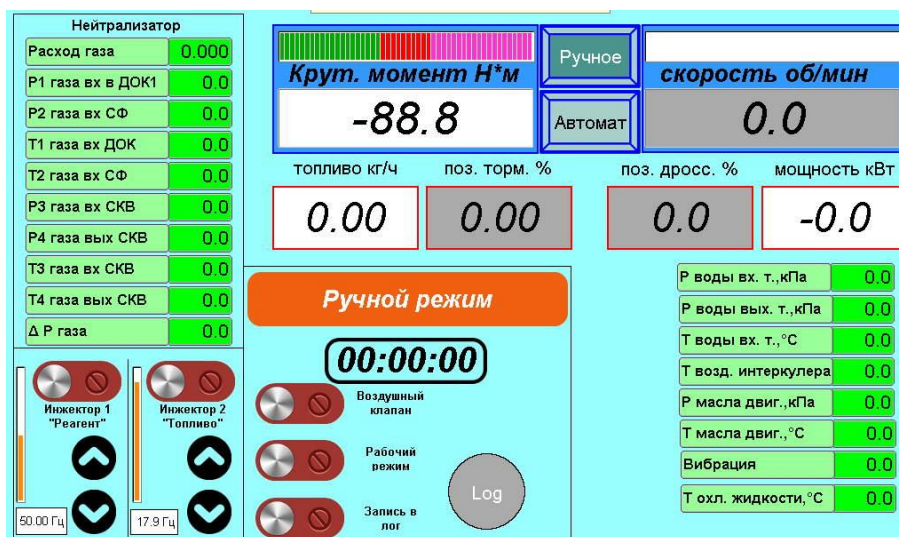 Нейтрализатор
Расход газа 0.000
Р1 газа вх в ДОК1 0.0
Р2 газа вх СФ 0.0
Т1 газа вх ДОК 0.0
Т2 газа вх СФ 0.0
Р3 газа вх СКВ 0.0
Р4 газа вых СКВ 0.0
Т3 газа вх СКВ 0.0
Т4 газа вых СКВ 0.0
Δ Р газа 0.0
Инжектор 1
"Реагент"
50.00 Гц
Инжектор 2
"Топливо"
17.9 Гц
Крут. момент Н*м
-88.8
Ручное
Автомат
скорость об/мин
0.0
топливо кг/ч
0.00
поз. торм. %
0.00
поз. дросс. %
0.0
мощность кВт
-0.0
Ручной режим
00:00:00
Воздушный
клапан
Рабочий
режим
Запись в
лог
Log
Р воды вх. т.,кПа 0.0
Р воды вых. т.,кПа 0.0
Т воды вх. т.,°С 0.0
Т возд. интеркулера 0.0
Р масла двиг.,кПа 0.0
Т масла двиг.,°С 0.0
Вибрация 0.0
Т охл. жидкости,°С 0.0